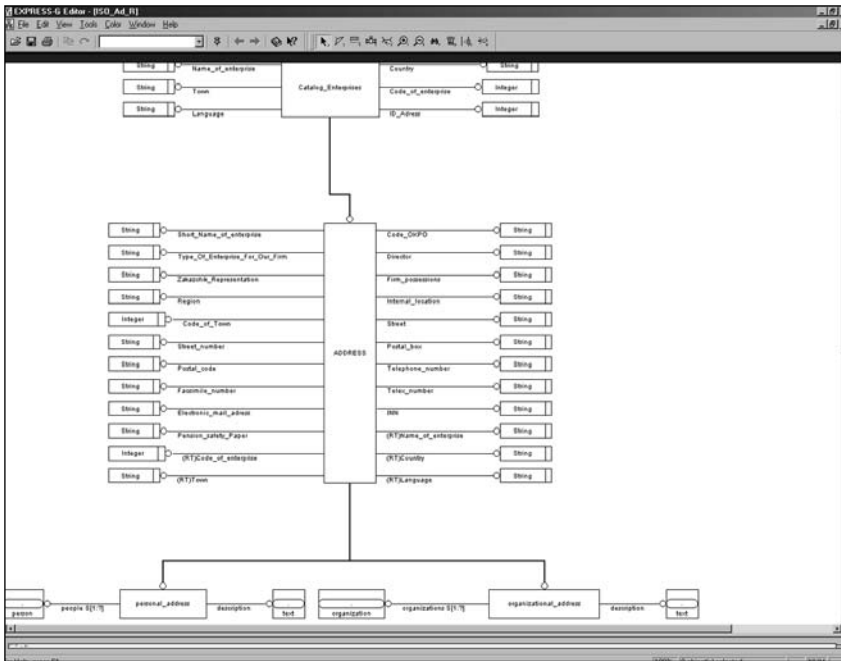 EXPRESS-G Editor - [ISO_Ad_R]
File Edit View Tools Color Window Help
String Name_of_enterprise Catalog_Enterprises Country String
String Town Code_of_enterprise Integer
String Language ID_Adress Integer
String Short_Name_of_enterprise Code_OKPO String
String Type_Of_Enterprise_For_Our_Firm Director String
String Zakazchik_Representation Firm_possessions String
String Region Internal_location String
Integer Code_of_Town Street String
String Street_number ADDRESS Postal_box String
String Postal_code Telephone_number String
String Facsimile_number Telex_number String
String Electronic_mail_adress INN String
String Pension_safety_Paper (RT)Name_of_enterprise String
Integer (RT)Code_of_enterprise (RT)Country String
String (RT)Town (RT)Language String
person people S[1:?] personal_address description text organization organizations S[1:?] organizational_address description text